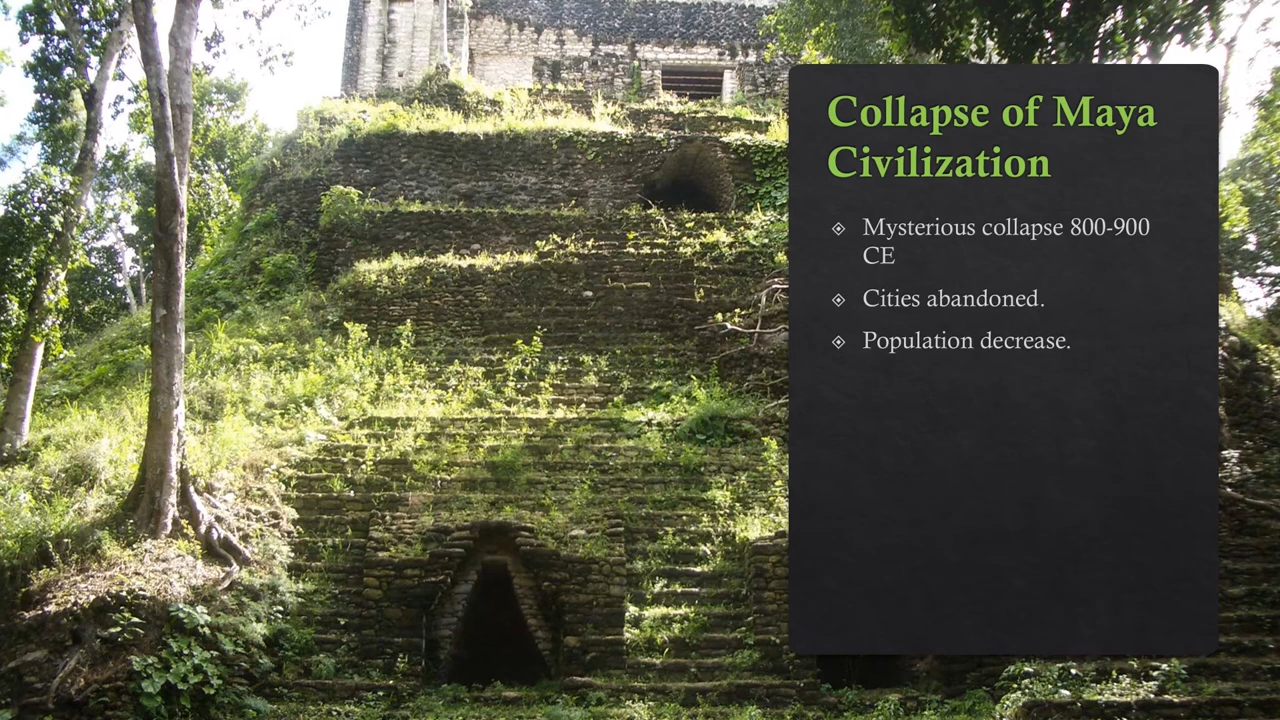 Collapse of Maya
Civilization
Mysterious collapse 800-900
CE
Cities abandoned.
Population decrease.